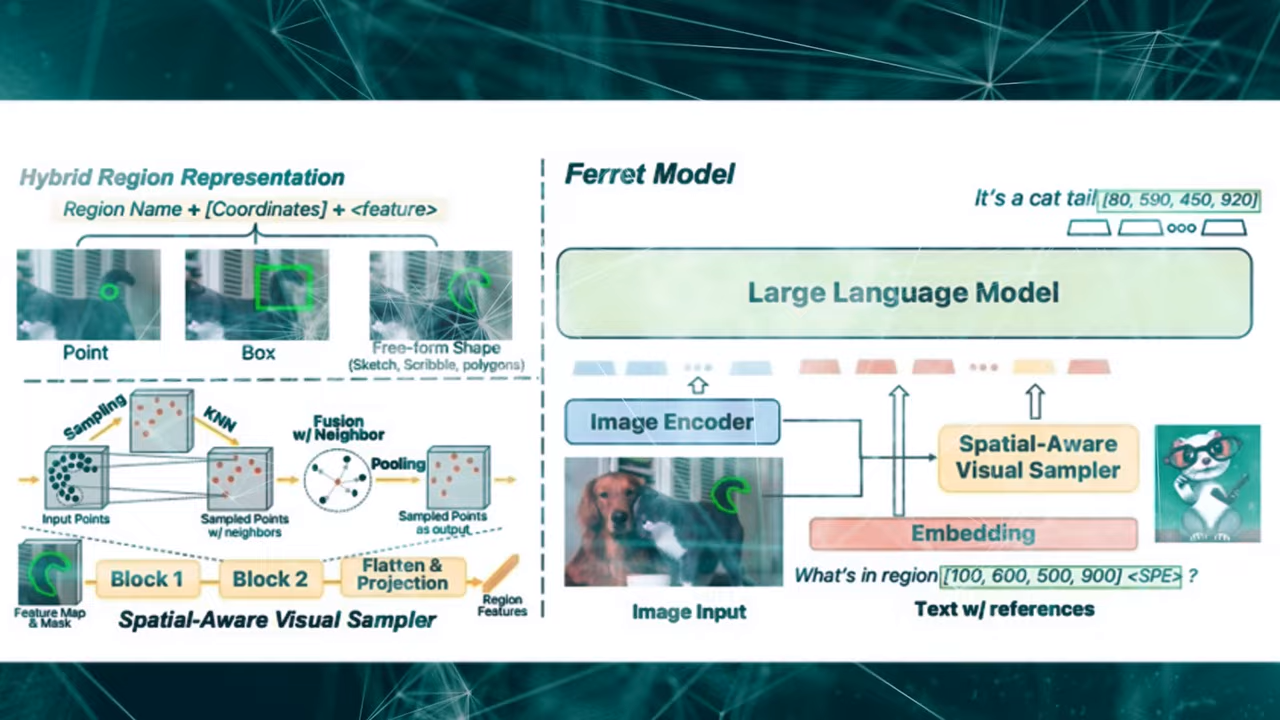 Hybrid Region Representation
Region Name + [Coordinates] + <feature>
Point
Box
Free-form Shape
(Sketch, Scribble, polygons)
Sampling
KNN
Fusion
w/ Neighbor
Pooling
Input Points
Sampled Points
w/ neighbors
Sampled Points
as output
Block 1
Block 2
Flatten &
Projection
Feature Map
& Mask
Region
Features
Spatial-Aware Visual Sampler
Ferret Model
It's a cat tail [80, 590, 450, 920]
Large Language Model
Image Encoder
Spatial-Aware
Visual Sampler
Embedding
What's in region [100, 600, 500, 900] <SPE> ?
Image Input
Text w/ references